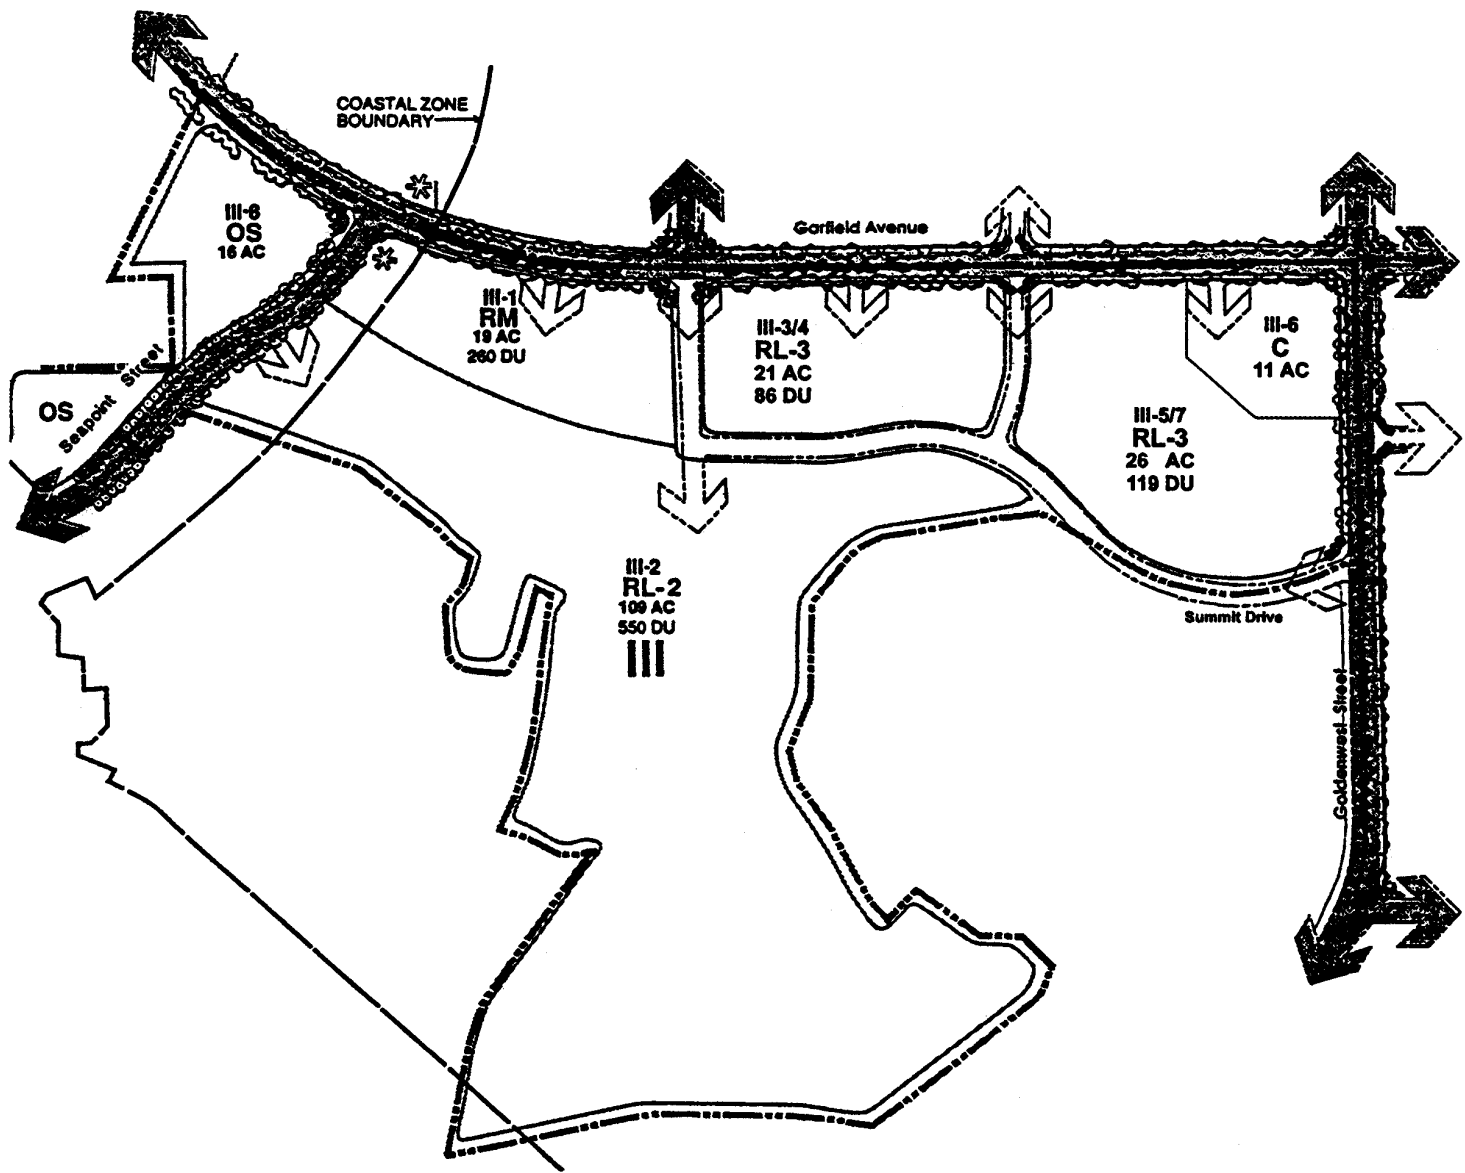 COASTAL ZONE
BOUNDARY
III-8
OS
16 AC
Garfield Avenue
III-1
RM
19 AC
260 DU
III-3/4
RL-3
21 AC
86 DU
III-6
C
11 AC
OS
Seapoint Street
III-5/7
RL-3
26 AC
119 DU
III-2
RL-2
109 AC
550 DU
III
Summit Drive
Goldenwest Street